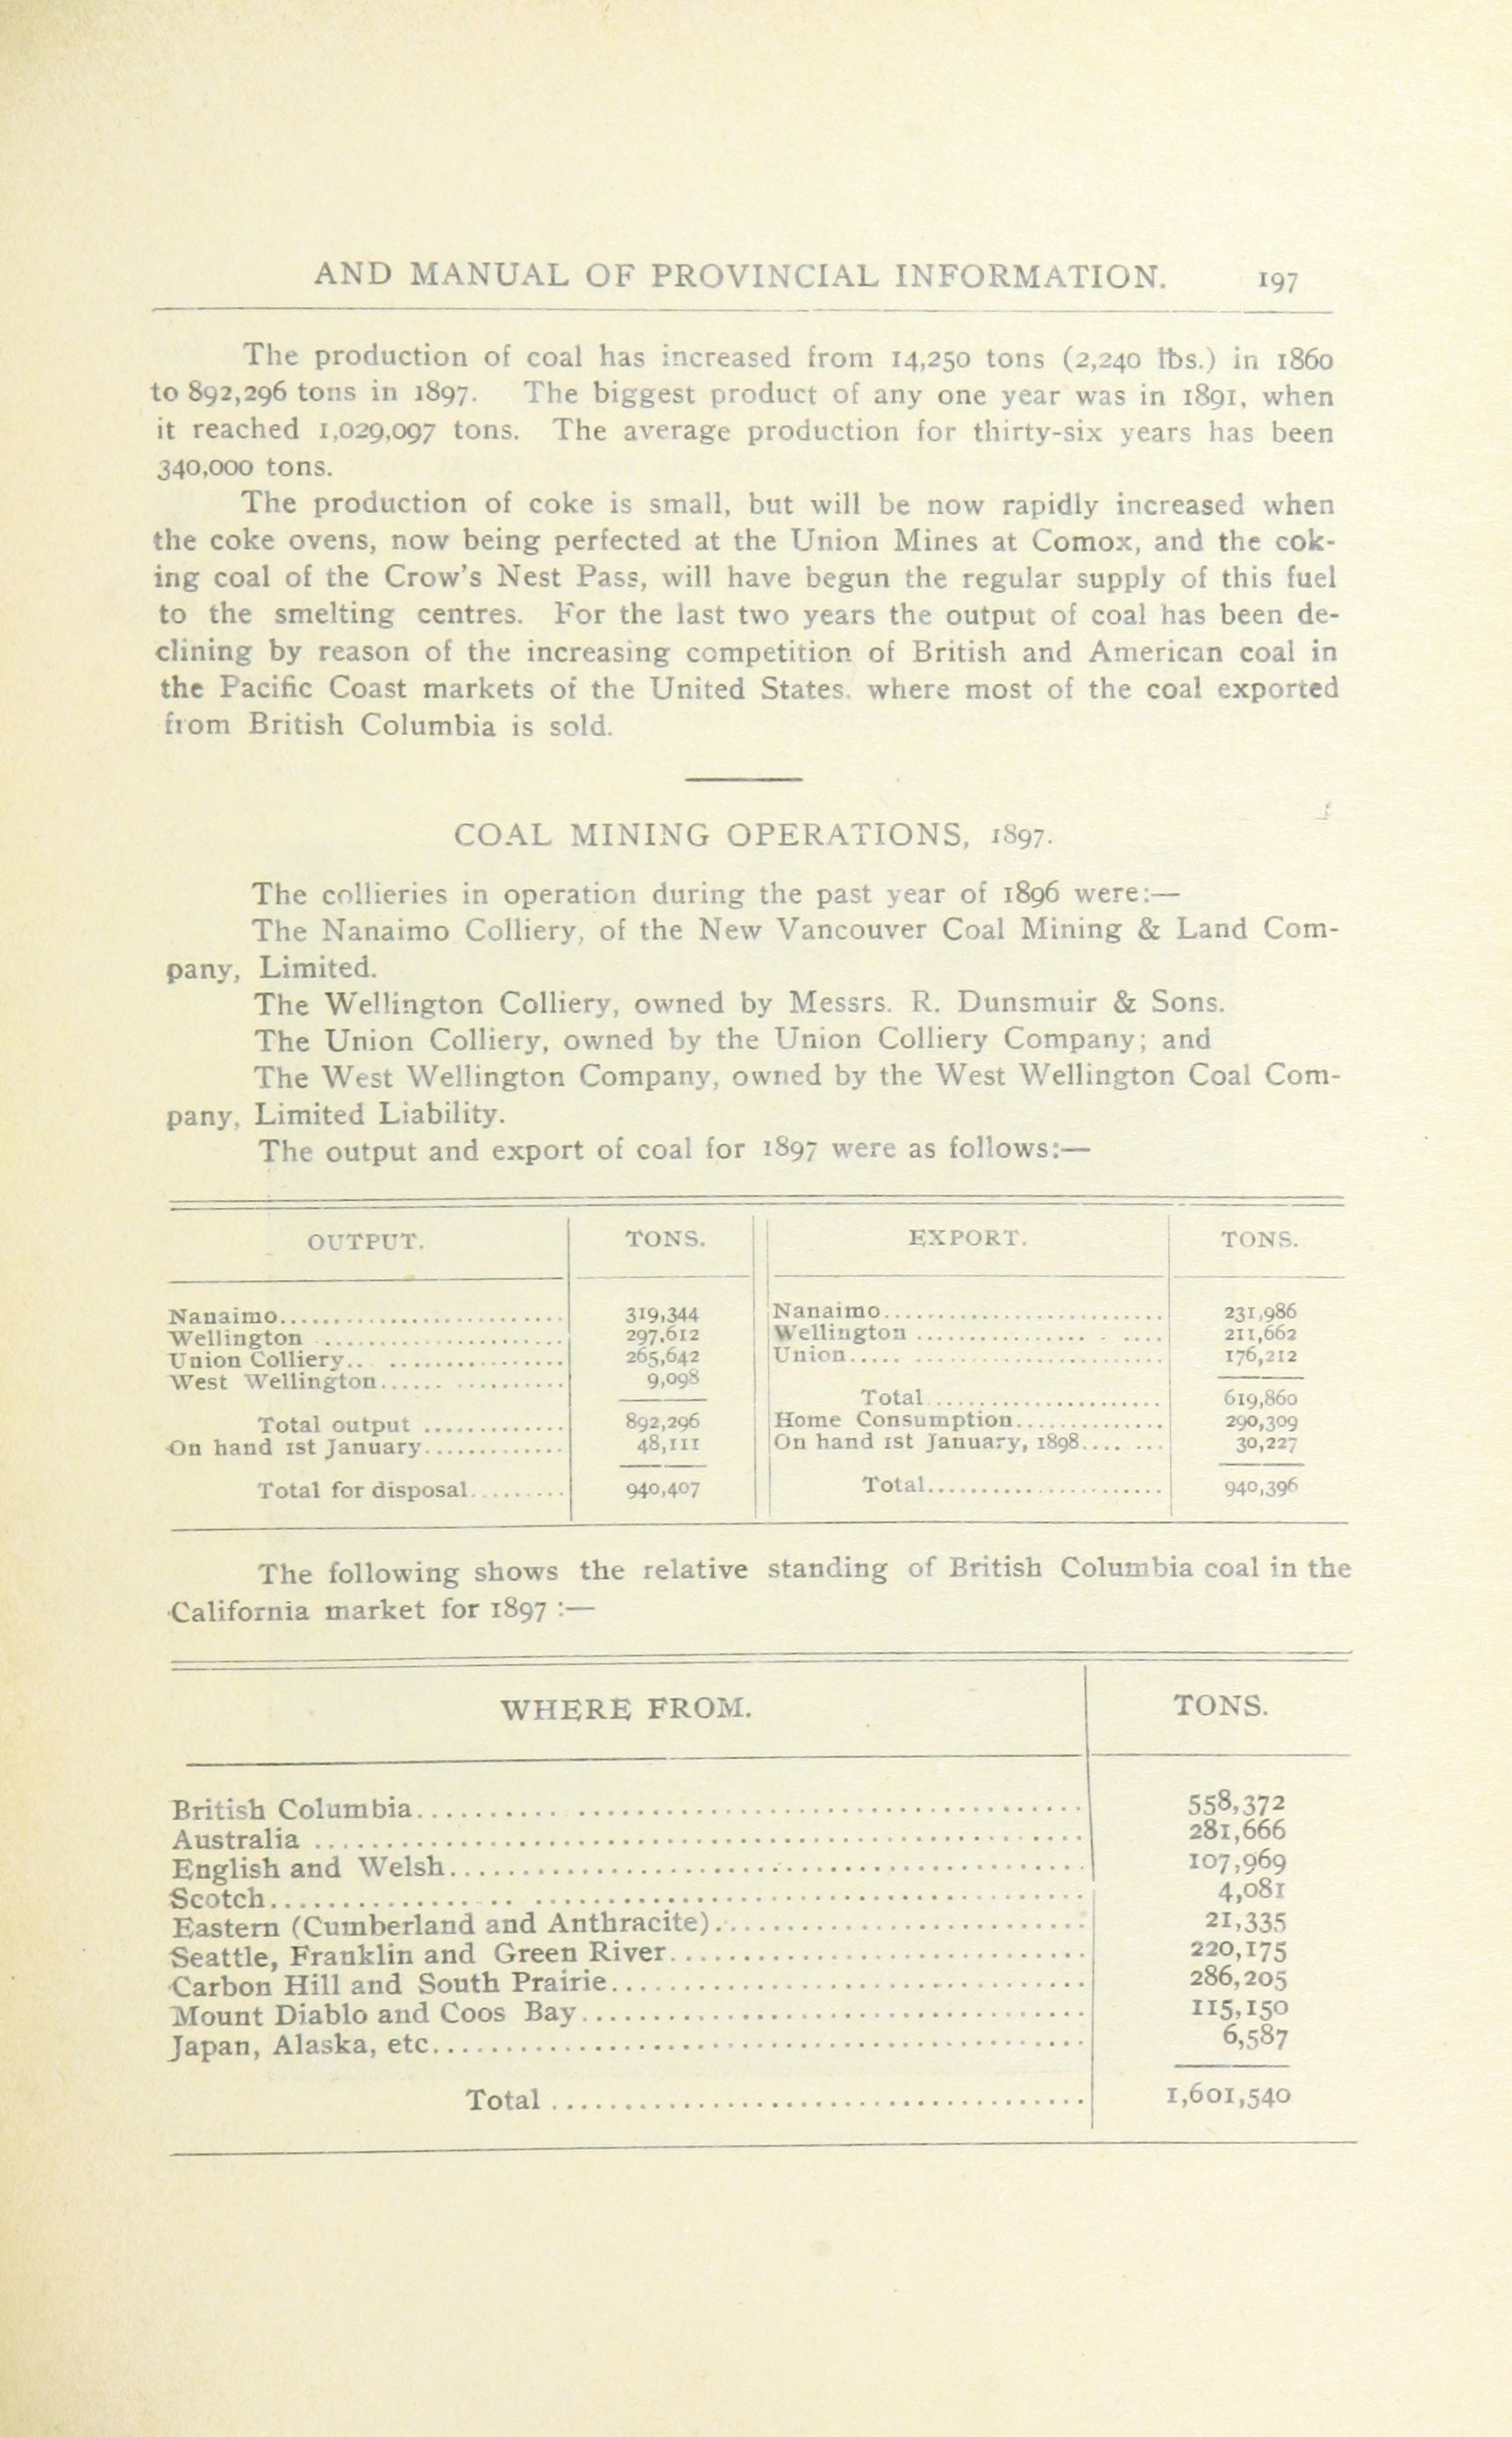 AND MANUAL OF PROVINCIAL INFORMATION. 197
The production of coal has increased from 14,250 tons (2,240 lbs.) in 1860
to 892,296 tons in 1897. The biggest product of any one year was in 1891, when
it reached 1,029,097 tons. The average production for thirty-six years has been
340,000 tons.
The production of coke is small, but will be now rapidly increased when
the coke ovens, now being perfected at the Union Mines at Comox, and the cok-
ing coal of the Crow's Nest Pass, will have begun the regular supply of this fuel
to the smelting centres. For the last two years the output of coal has been de-
clining by reason of the increasing competition of British and American coal in
the Pacific Coast markets of the United States, where most of the coal exported
from British Columbia is sold.
COAL MINING OPERATIONS, 1897.
The collieries in operation during the past year of 1896 were:—
The Nanaimo Colliery, of the New Vancouver Coal Mining & Land Com-
pany, Limited.
The Wellington Colliery, owned by Messrs. R. Dunsmuir & Sons.
The Union Colliery, owned by the Union Colliery Company; and
The West Wellington Company, owned by the West Wellington Coal Com-
pany, Limited Liability.
The output and export of coal for 1897 were as follows:—
OUTPUT. TONS. EXPORT. TONS.
Nanaimo 319,344 Nanaimo 231,986
Wellington 297,612 Wellington 211,662
Union Colliery 265,642 Union 176,212
West Wellington 9,098
Total 619,860
Total output 892,296 Home Consumption 290,309
On hand 1st January 48,111 On hand 1st January, 1898 30,227
Total for disposal 940,407 Total 940,396
The following shows the relative standing of British Columbia coal in the
California market for 1897 :—
WHERE FROM. TONS.
British Columbia 558,372
Australia 281,666
English and Welsh 107,969
Scotch 4,081
Eastern (Cumberland and Anthracite) 21,335
Seattle, Franklin and Green River 220,175
Carbon Hill and South Prairie 286,205
Mount Diablo and Coos Bay 115,150
Japan, Alaska, etc. 6,587
Total 1,601,540